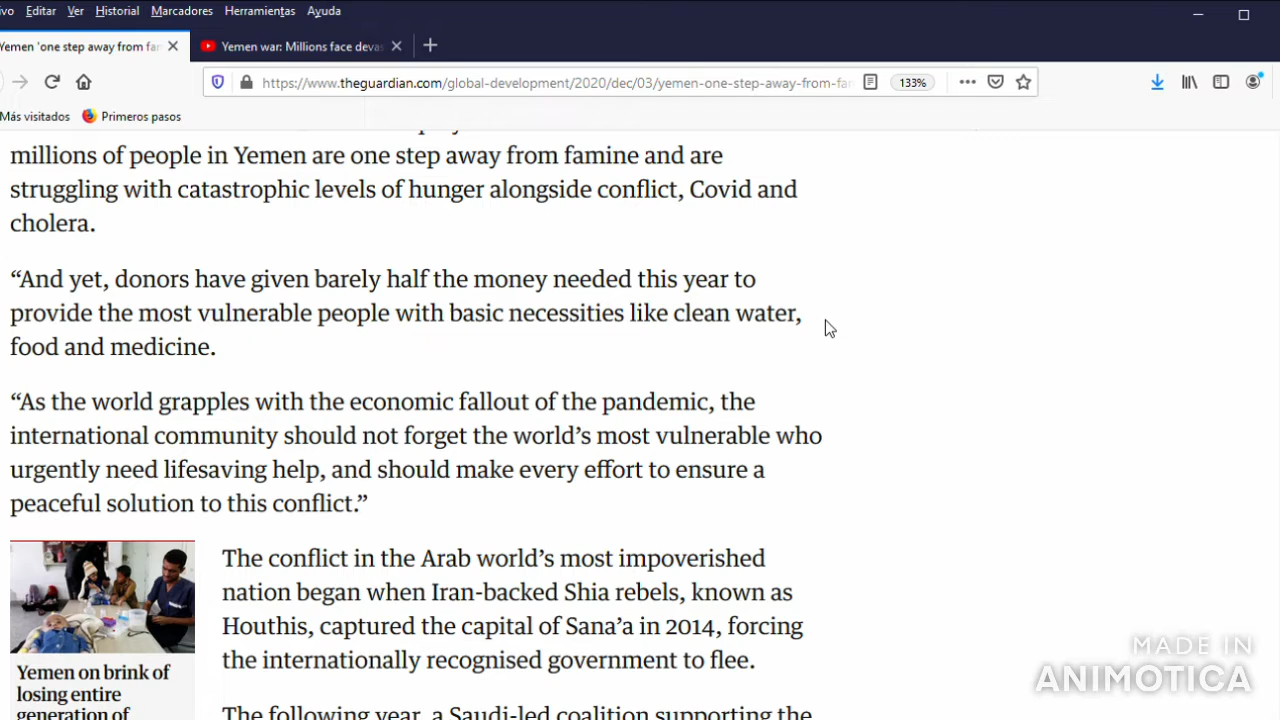 ivo Editar Ver Historial Marcadores Herramientas Ayuda
Yemen 'one step away from fam
Yemen war: Millions face devas
https://www.theguardian.com/global-development/2020/dec/03/yemen-one-step-away-from-fam 133%
Más visitados Primeros pasos
millions of people in Yemen are one step away from famine and are
struggling with catastrophic levels of hunger alongside conflict, Covid and
cholera.
“And yet, donors have given barely half the money needed this year to
provide the most vulnerable people with basic necessities like clean water,
food and medicine.
“As the world grapples with the economic fallout of the pandemic, the
international community should not forget the world’s most vulnerable who
urgently need lifesaving help, and should make every effort to ensure a
peaceful solution to this conflict.”
The conflict in the Arab world’s most impoverished
nation began when Iran-backed Shia rebels, known as
Houthis, captured the capital of Sana’a in 2014, forcing
the internationally recognised government to flee.
Yemen on brink of
losing entire
generation of
The following year, a Saudi-led coalition supporting the
MADE IN
ANIMOTICA